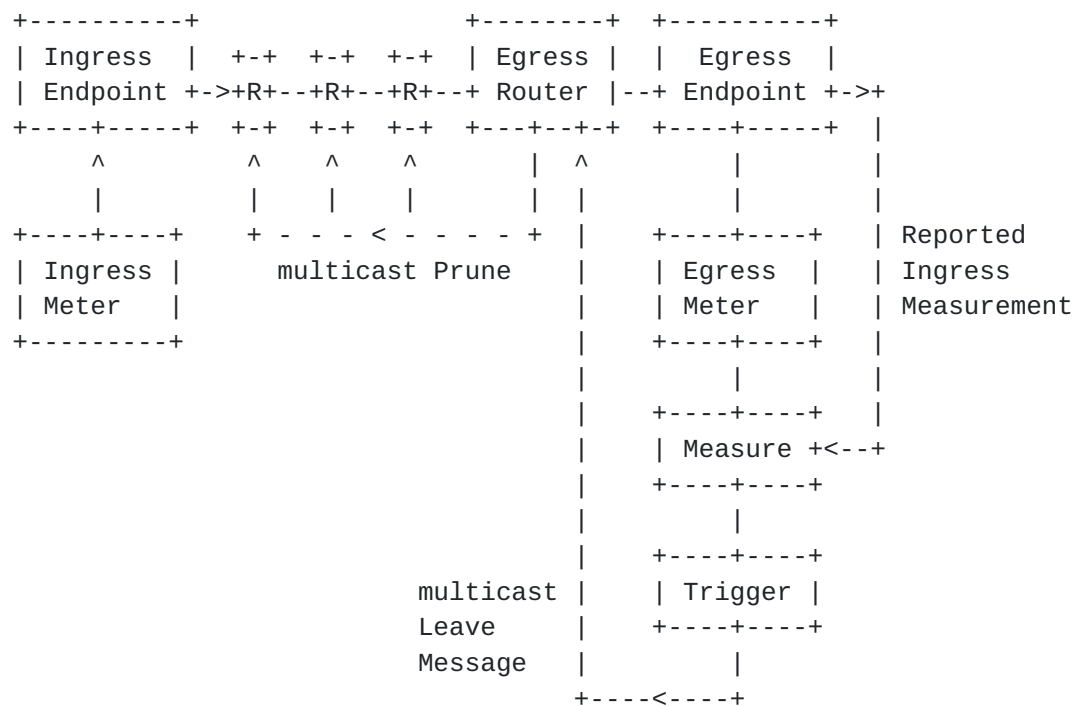 +----------+                 +--------+  +----------+
| Ingress  |  +-+  +-+  +-+  | Egress |  |  Egress  |
| Endpoint +->+R+--+R+--+R+--+ Router |--+ Endpoint +->+
+----+-----+  +-+  +-+  +-+  +---+--+-+  +----+-----+  |
     ^         ^    ^    ^       |  ^         |        |
     |         |    |    |       |  |         |        |
+----+----+    + - - - < - - - - +  |    +----+----+   | Reported
| Ingress |      multicast Prune    |    | Egress  |   | Ingress
| Meter   |                         |    | Meter   |   | Measurement
+---------+                         |    +----+----+   |
                                    |         |        |
                                    |    +----+----+   |
                                    |    | Measure +<--+
                                    |    +----+----+
                                    |         |
                                    |    +----+----+
                          multicast |    | Trigger |
                          Leave     |    +----+----+
                          Message   |         |
                                    +----<----+